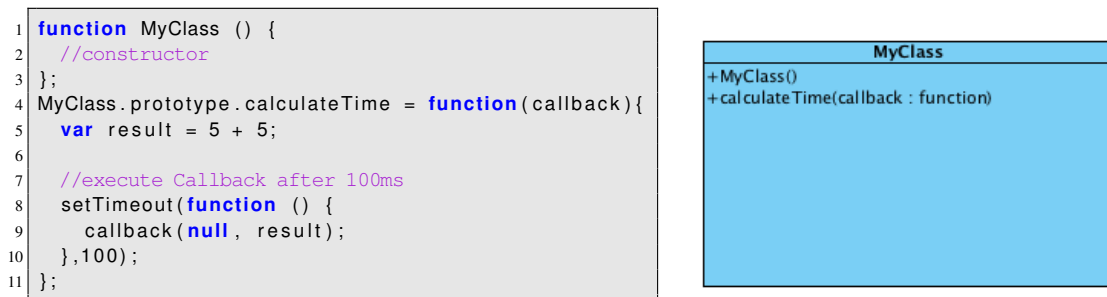 1 function MyClass () {
2 //constructor
3 };
4 MyClass.prototype.calculateTime = function(callback){
5 var result = 5 + 5;
6
7 //execute Callback after 100ms
8 setTimeout(function () {
9 callback(null, result);
10 },100);
11 };
MyClass
+MyClass()
+calculateTime(callback : function)